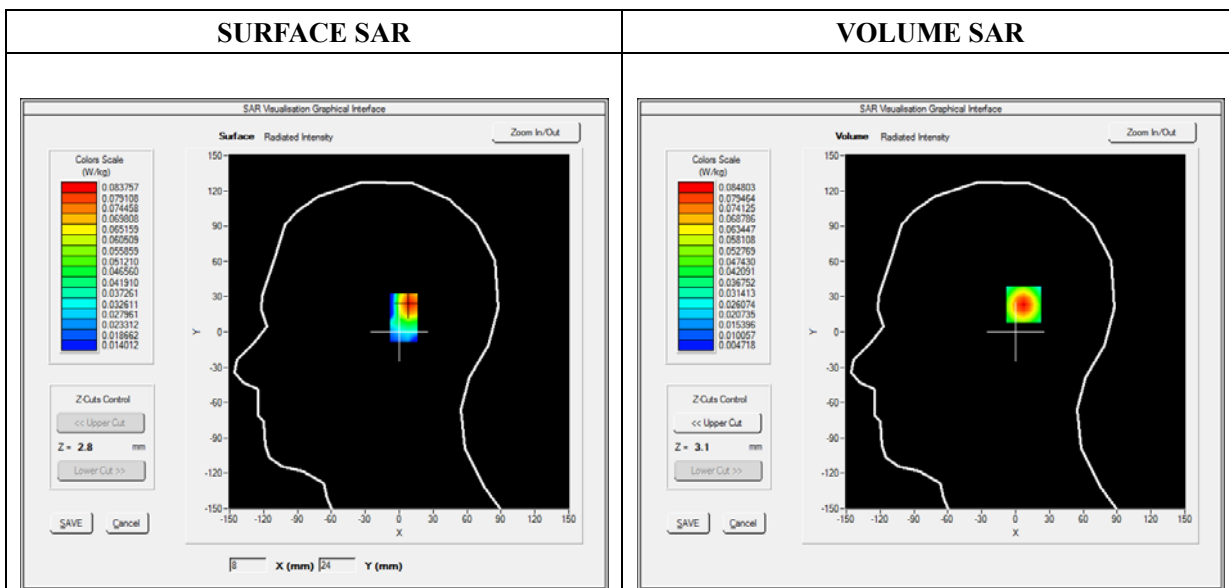 SURFACE SAR
VOLUME SAR
SAR Visualisation Graphical Interface
Surface Radiated Intensity
Zoom In/Out
Colors Scale
(W/kg)
0.083757
0.079108
0.074458
0.069808
0.065159
0.060509
0.055859
0.051210
0.046560
0.041910
0.037261
0.032611
0.027961
0.023312
0.018662
0.014012
Z-Cuts Control
<< Upper Cut
Z = 2.8 mm
Lower Cut >>
SAVE Cancel
150
120
90
60
30
0
-30
-60
-90
-120
-150
Y
-150 -120 -90 -60 -30 0 30 60 90 120 150
X
8 X (mm) 24 Y (mm)
SAR Visualisation Graphical Interface
Volume Radiated Intensity
Zoom In/Out
Colors Scale
(W/kg)
0.084803
0.079464
0.074125
0.068786
0.063447
0.058108
0.052769
0.047430
0.042091
0.036752
0.031413
0.026074
0.020735
0.015396
0.010057
0.004718
Z-Cuts Control
<< Upper Cut
Z = 3.1 mm
Lower Cut >>
SAVE Cancel
150
120
90
60
30
0
-30
-60
-90
-120
-150
Y
-150 -120 -90 -60 -30 0 30 60 90 120 150
X